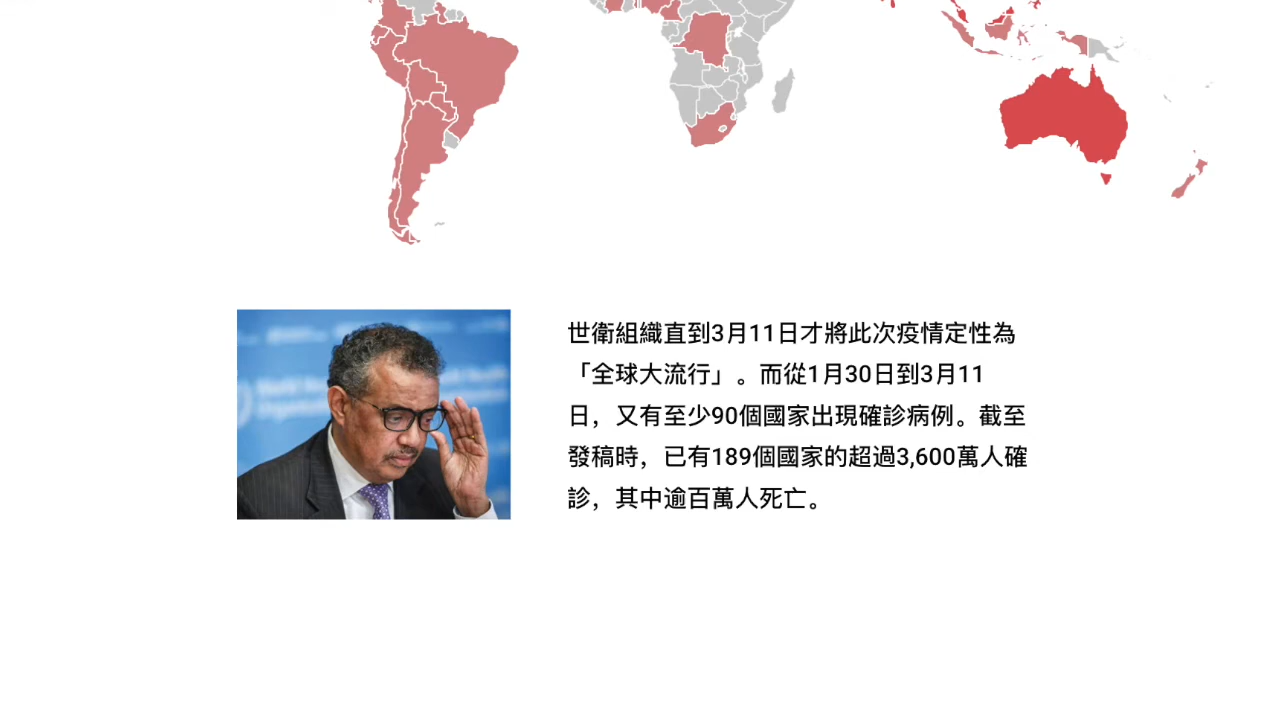 世衛組織直到3月11日才將此次疫情定性為
「全球大流行」。而從1月30日到3月11
日，又有至少90個國家出現確診病例。截至
發稿時，已有189個國家的超過3,600萬人確
診，其中逾百萬人死亡。